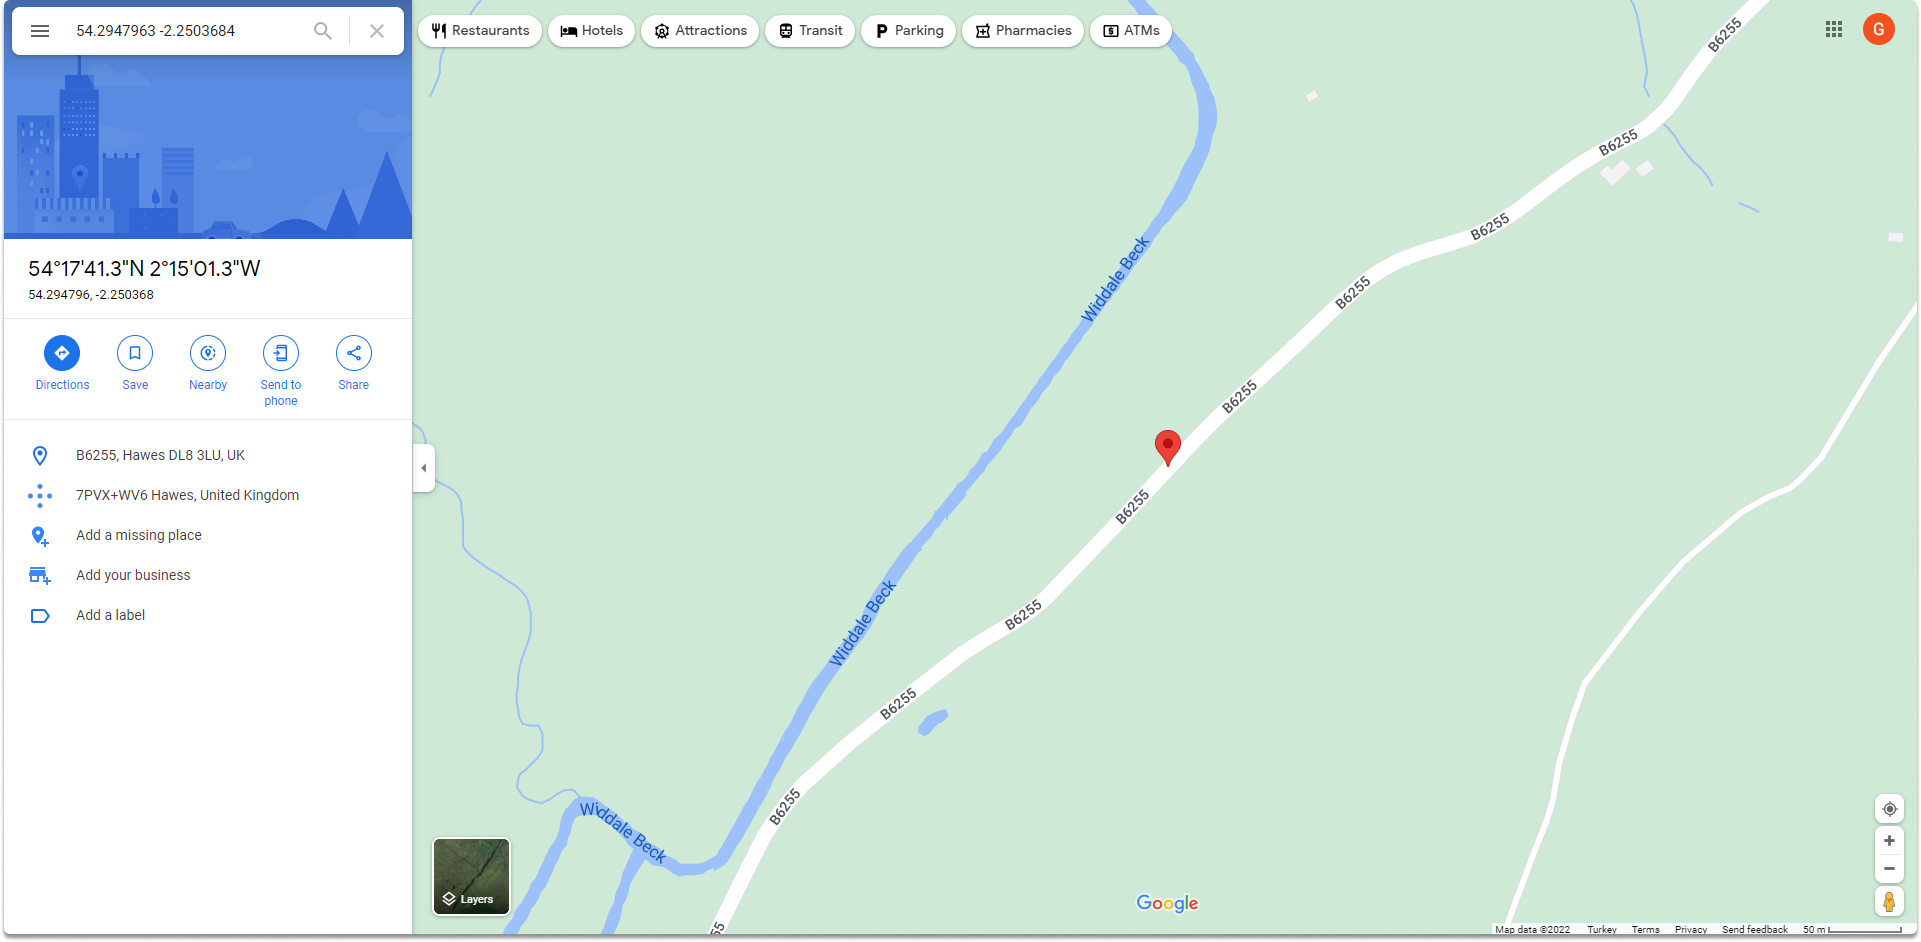 54.2947963 -2.2503684
Restaurants
Hotels
Attractions
Transit
Parking
Pharmacies
ATMs
G
54°17'41.3"N 2°15'01.3"W
54.294796, -2.250368
Directions
Save
Nearby
Send to
phone
Share
B6255, Hawes DL8 3LU, UK
7PVX+WV6 Hawes, United Kingdom
Add a missing place
Add your business
Add a label
B6255
B6255
B6255
Widdale Beck
B6255
B6255
B6255
Widdale Beck
B6255
B6255
B6255
Widdale Beck
55
Layers
Google
Map data ©2022
Turkey
Terms
Privacy
Send feedback
50 m